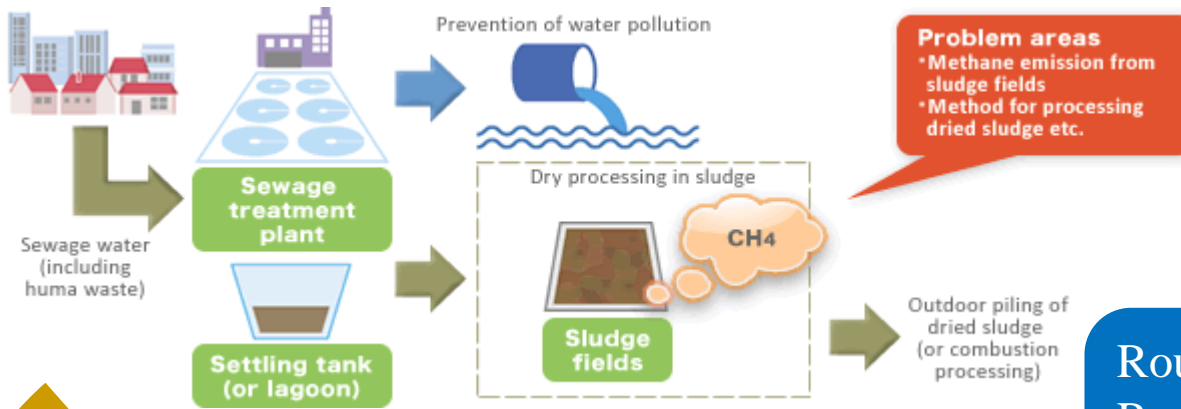 Prevention of water pollution
Problem areas
•Methane emission from
sludge fields
•Method for processing
dried sludge etc.
Sewage
treatment
plant
Dry processing in sludge
CH4
Sewage water
(including
huma waste)
Settling tank
(or lagoon)
Sludge
fields
Outdoor piling of
dried sludge
(or combustion
processing)